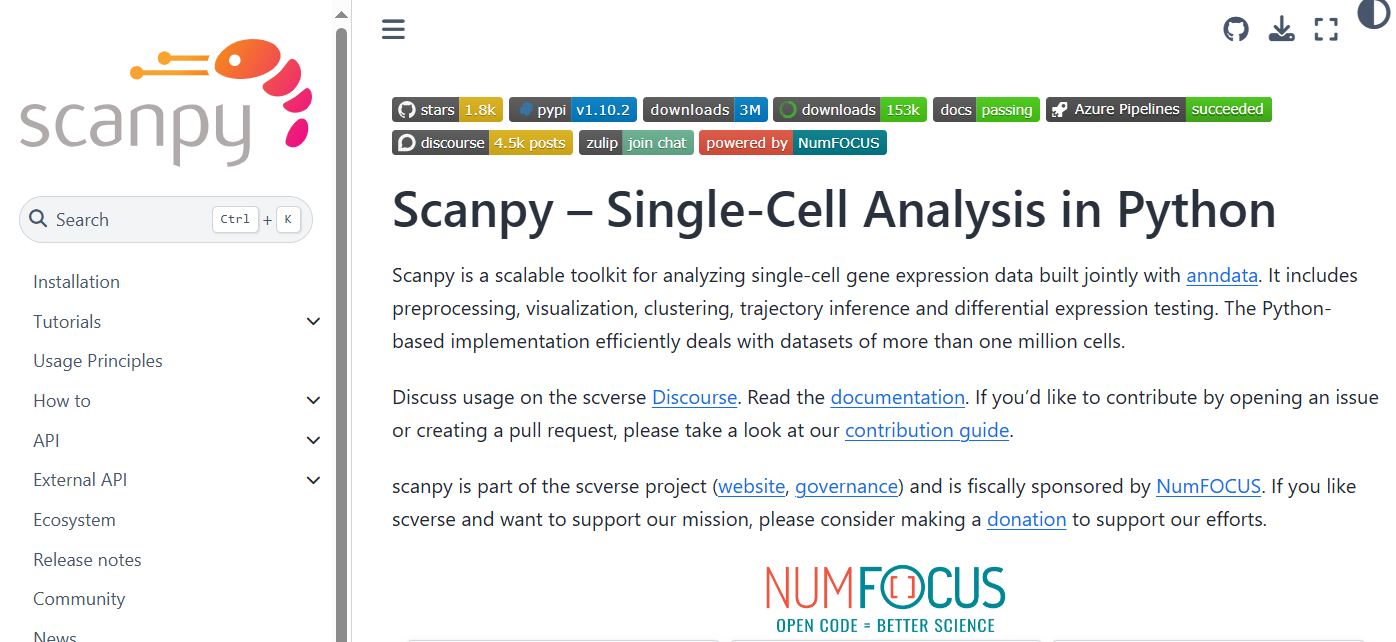 scanpy
Search Ctrl + K
Installation
Tutorials
Usage Principles
How to
API
External API
Ecosystem
Release notes
Community
News
stars 1.8k pypi v1.10.2 downloads 3M downloads 153k docs passing Azure Pipelines succeeded
discourse 4.5k posts zulip join chat powered by NumFOCUS
Scanpy – Single-Cell Analysis in Python
Scanpy is a scalable toolkit for analyzing single-cell gene expression data built jointly with anndata. It includes
preprocessing, visualization, clustering, trajectory inference and differential expression testing. The Python-
based implementation efficiently deals with datasets of more than one million cells.
Discuss usage on the scverse Discourse. Read the documentation. If you’d like to contribute by opening an issue
or creating a pull request, please take a look at our contribution guide.
scanpy is part of the scverse project (website, governance) and is fiscally sponsored by NumFOCUS. If you like
scverse and want to support our mission, please consider making a donation to support our efforts.
NUMFOCUS
OPEN CODE = BETTER SCIENCE